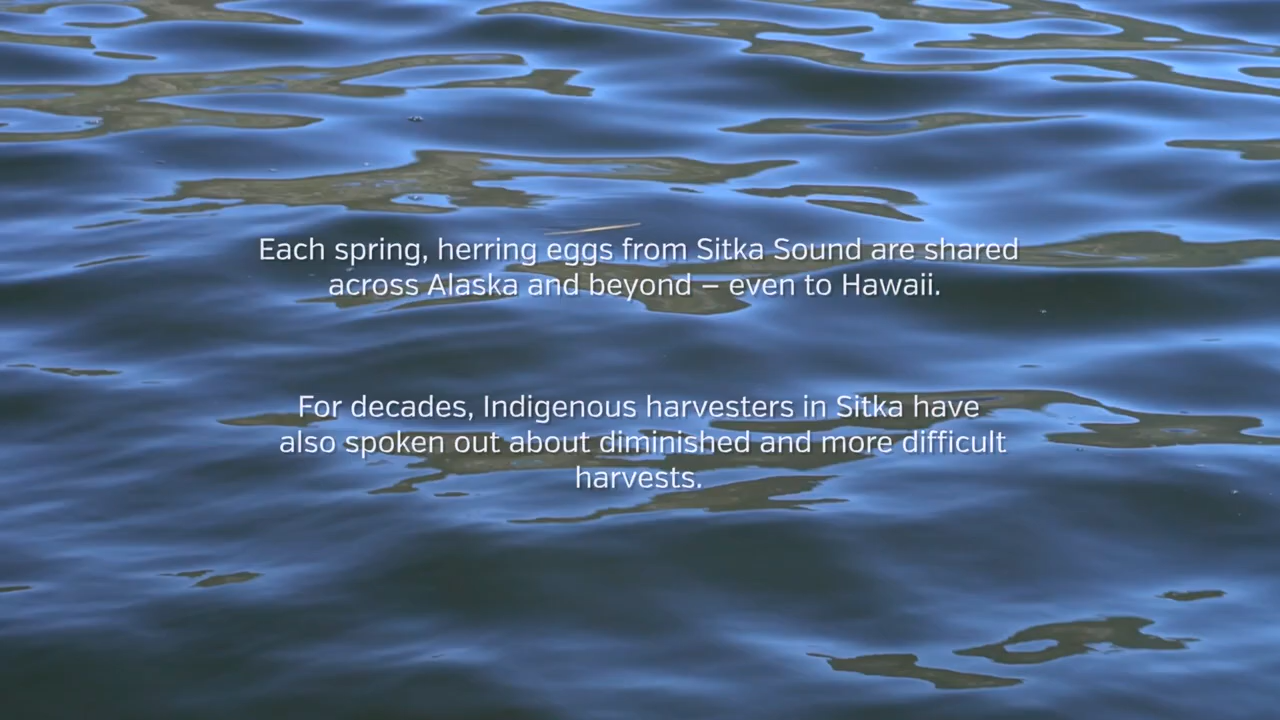 Each spring, herring eggs from Sitka Sound are shared
across Alaska and beyond – even to Hawaii.
For decades, Indigenous harvesters in Sitka have
also spoken out about diminished and more difficult
harvests.